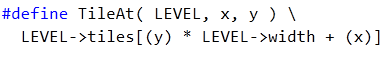 #define TileAt( LEVEL, x, y ) \
  LEVEL->tiles[(y) * LEVEL->width + (x)]